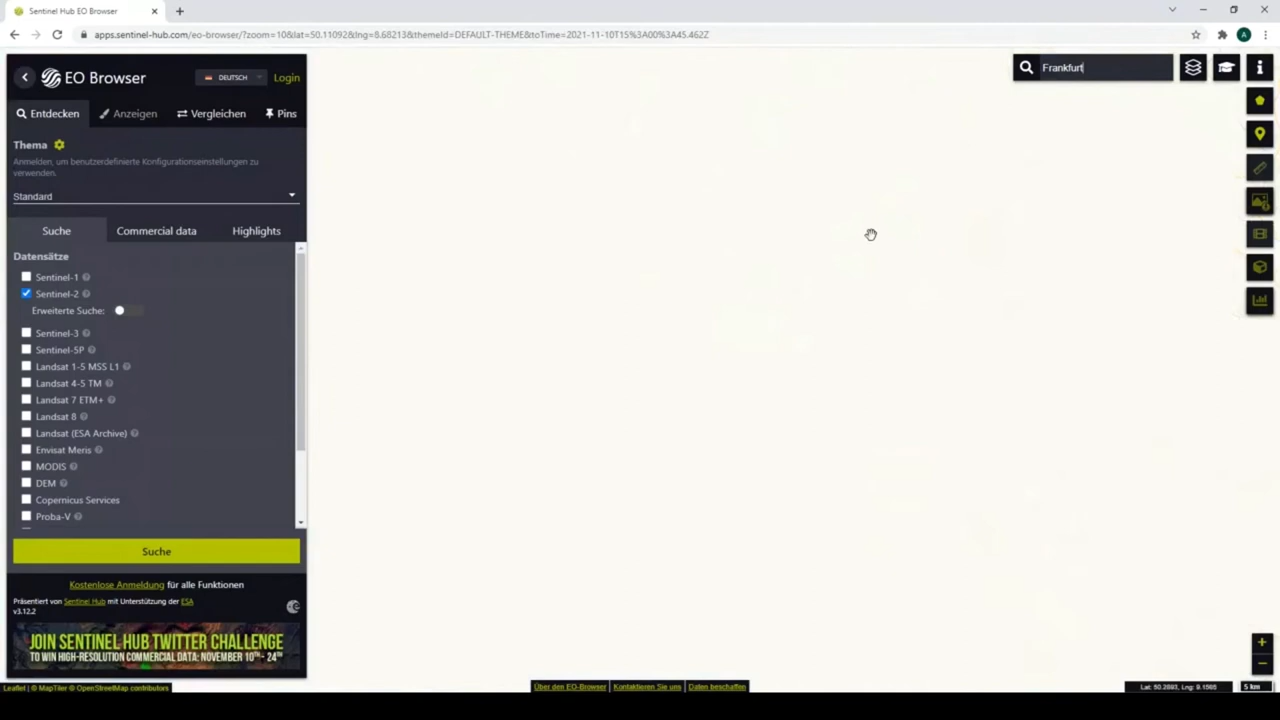 Sentinel Hub EO Browser
apps.sentinel-hub.com/eo-browser/?zoom=10&lat=50.11092&lng=8.68213&themeId=DEFAULT-THEME&toTime=2021-11-10T15%3A00%3A45.462Z
A
EO Browser
DEUTSCH
Login
Frankfurt
Entdecken
Anzeigen
Vergleichen
Pins
Thema
Anmelden, um benutzerdefinierte Konfigurationseinstellungen zu
verwenden.
Standard
Suche
Commercial data
Highlights
Datensätze
Sentinel-1
Sentinel-2
Erweiterte Suche:
Sentinel-3
Sentinel-5P
Landsat 1-5 MSS L1
Landsat 4-5 TM
Landsat 7 ETM+
Landsat 8
Landsat (ESA Archive)
Envisat Meris
MODIS
DEM
Copernicus Services
Proba-V
Suche
Kostenlose Anmeldung für alle Funktionen
Präsentiert von Sentinel Hub mit Unterstützung der ESA
v3.12.2
JOIN SENTINEL HUB TWITTER CHALLENGE
TO WIN HIGH-RESOLUTION COMMERCIAL DATA: NOVEMBER 10TH - 24TH
Leaflet | © MapTiler © OpenStreetMap contributors
Über den EO-Browser
Kontaktieren Sie uns
Daten beschaffen
Lat: 50.2893, Lng: 9.1565
5 km